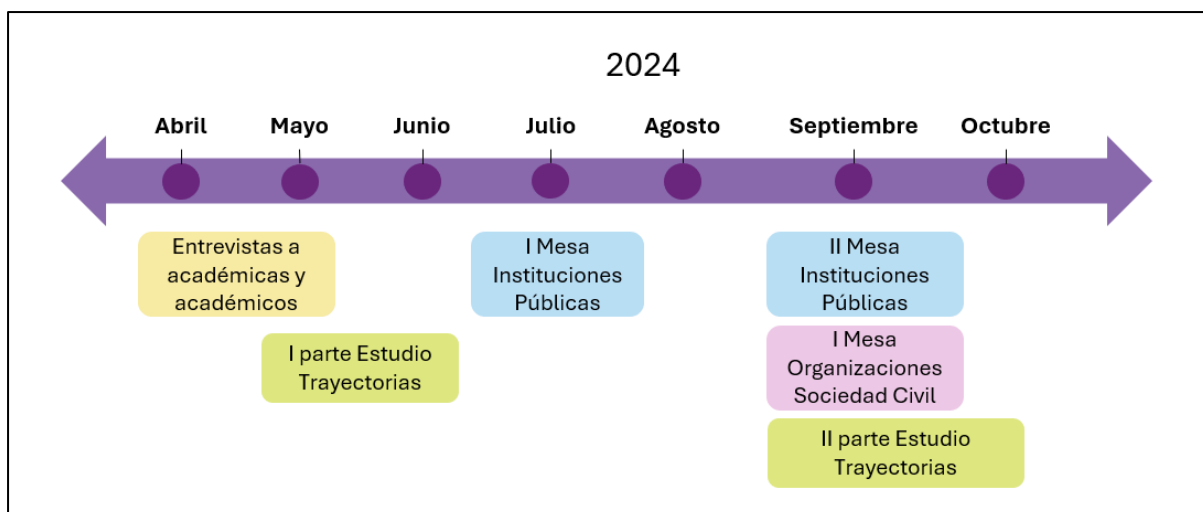 2024
Abril
Mayo
Junio
Julio
Agosto
Septiembre
Octubre
Entrevistas a
académicas y
académicos
I parte Estudio
Trayectorias
I Mesa
Instituciones
Públicas
II Mesa
Instituciones
Públicas
I Mesa
Organizaciones
Sociedad Civil
II parte Estudio
Trayectorias